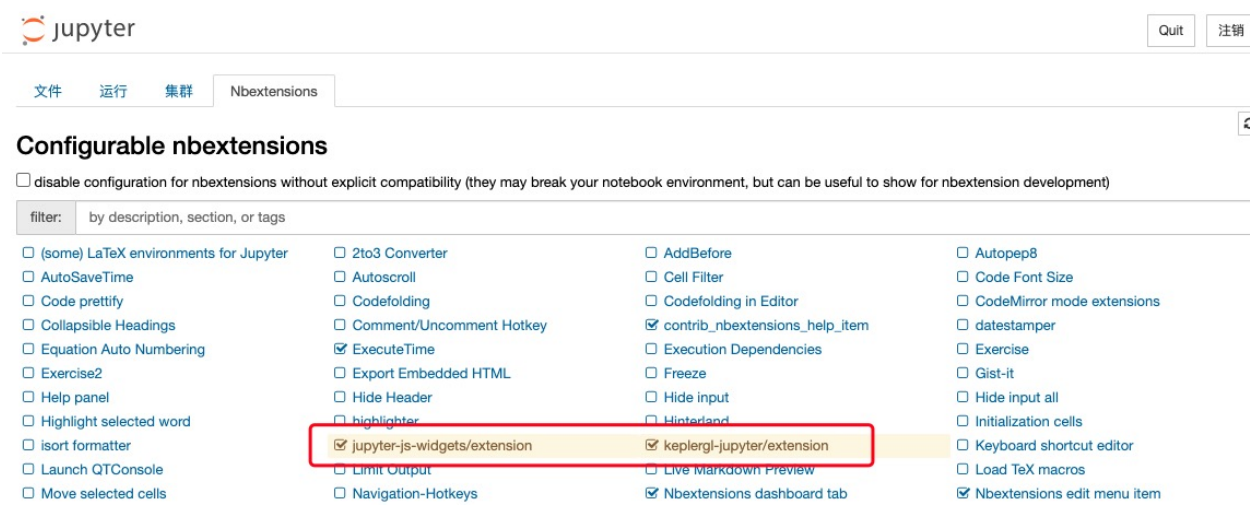 jupyter
Quit 注销
文件 运行 集群 Nbextensions
Configurable nbextensions
disable configuration for nbextensions without explicit compatibility (they may break your notebook environment, but can be useful to show for nbextension development)
filter: by description, section, or tags
(some) LaTeX environments for Jupyter 2to3 Converter AddBefore Autopep8
AutoSaveTime Autoscroll Cell Filter Code Font Size
Code prettify Codefolding Codefolding in Editor CodeMirror mode extensions
Collapsible Headings Comment/Uncomment Hotkey contrib_nbextensions_help_item datestamper
Equation Auto Numbering ExecuteTime Execution Dependencies Exercise
Exercise2 Export Embedded HTML Freeze Gist-it
Help panel Hide Header Hide input Hide input all
Highlight selected word highlighter Hinterland Initialization cells
isort formatter jupyter-js-widgets/extension keplergl-jupyter/extension Keyboard shortcut editor
Launch QTConsole Limit Output Live Markdown Preview Load TeX macros
Move selected cells Navigation-Hotkeys Nbextensions dashboard tab Nbextensions edit menu item